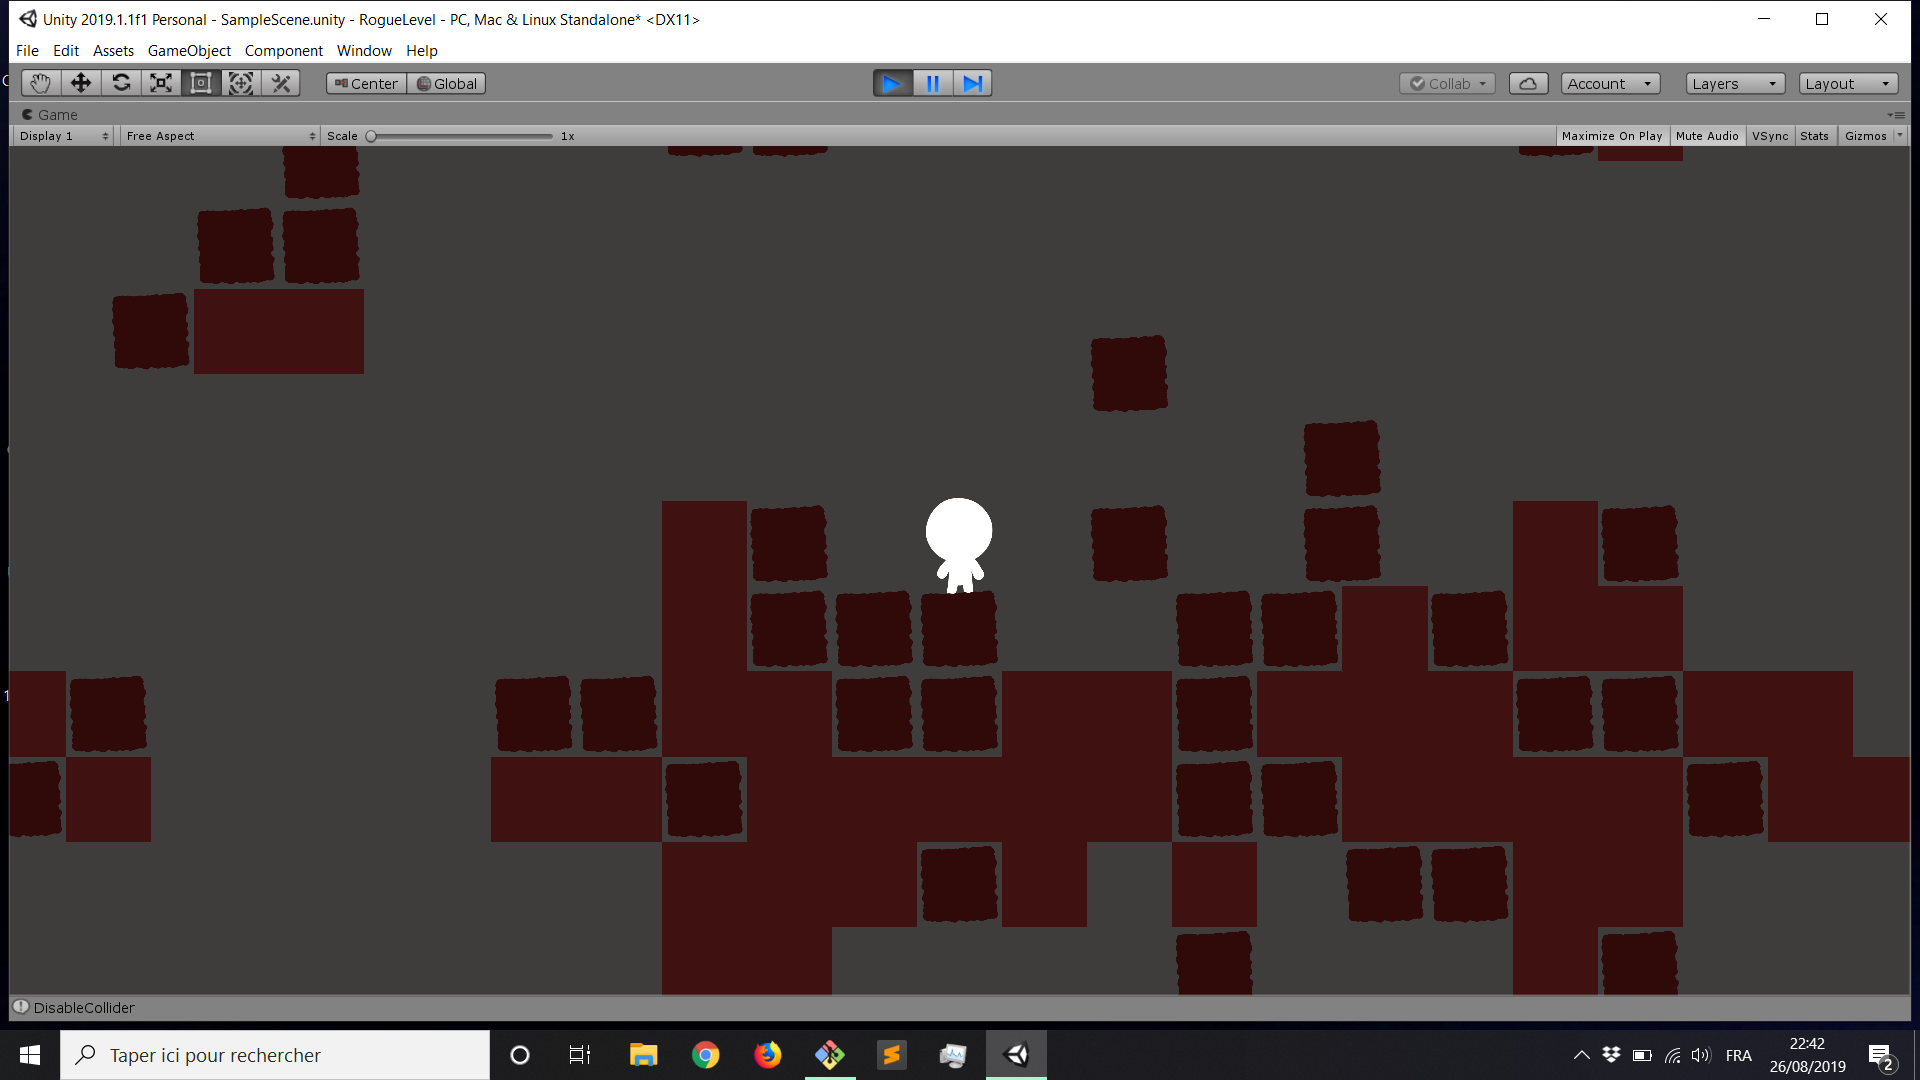 Unity 2019.1.1f1 Personal - SampleScene.unity - RogueLevel - PC, Mac & Linux Standalone* <DX11>
File Edit Assets GameObject Component Window Help
Center Global Collab Account Layers Layout
Game
Display 1 Free Aspect Scale 1x Maximize On Play Mute Audio VSync Stats Gizmos
DisableCollider
Taper ici pour rechercher
FRA
22:42
26/08/2019
2